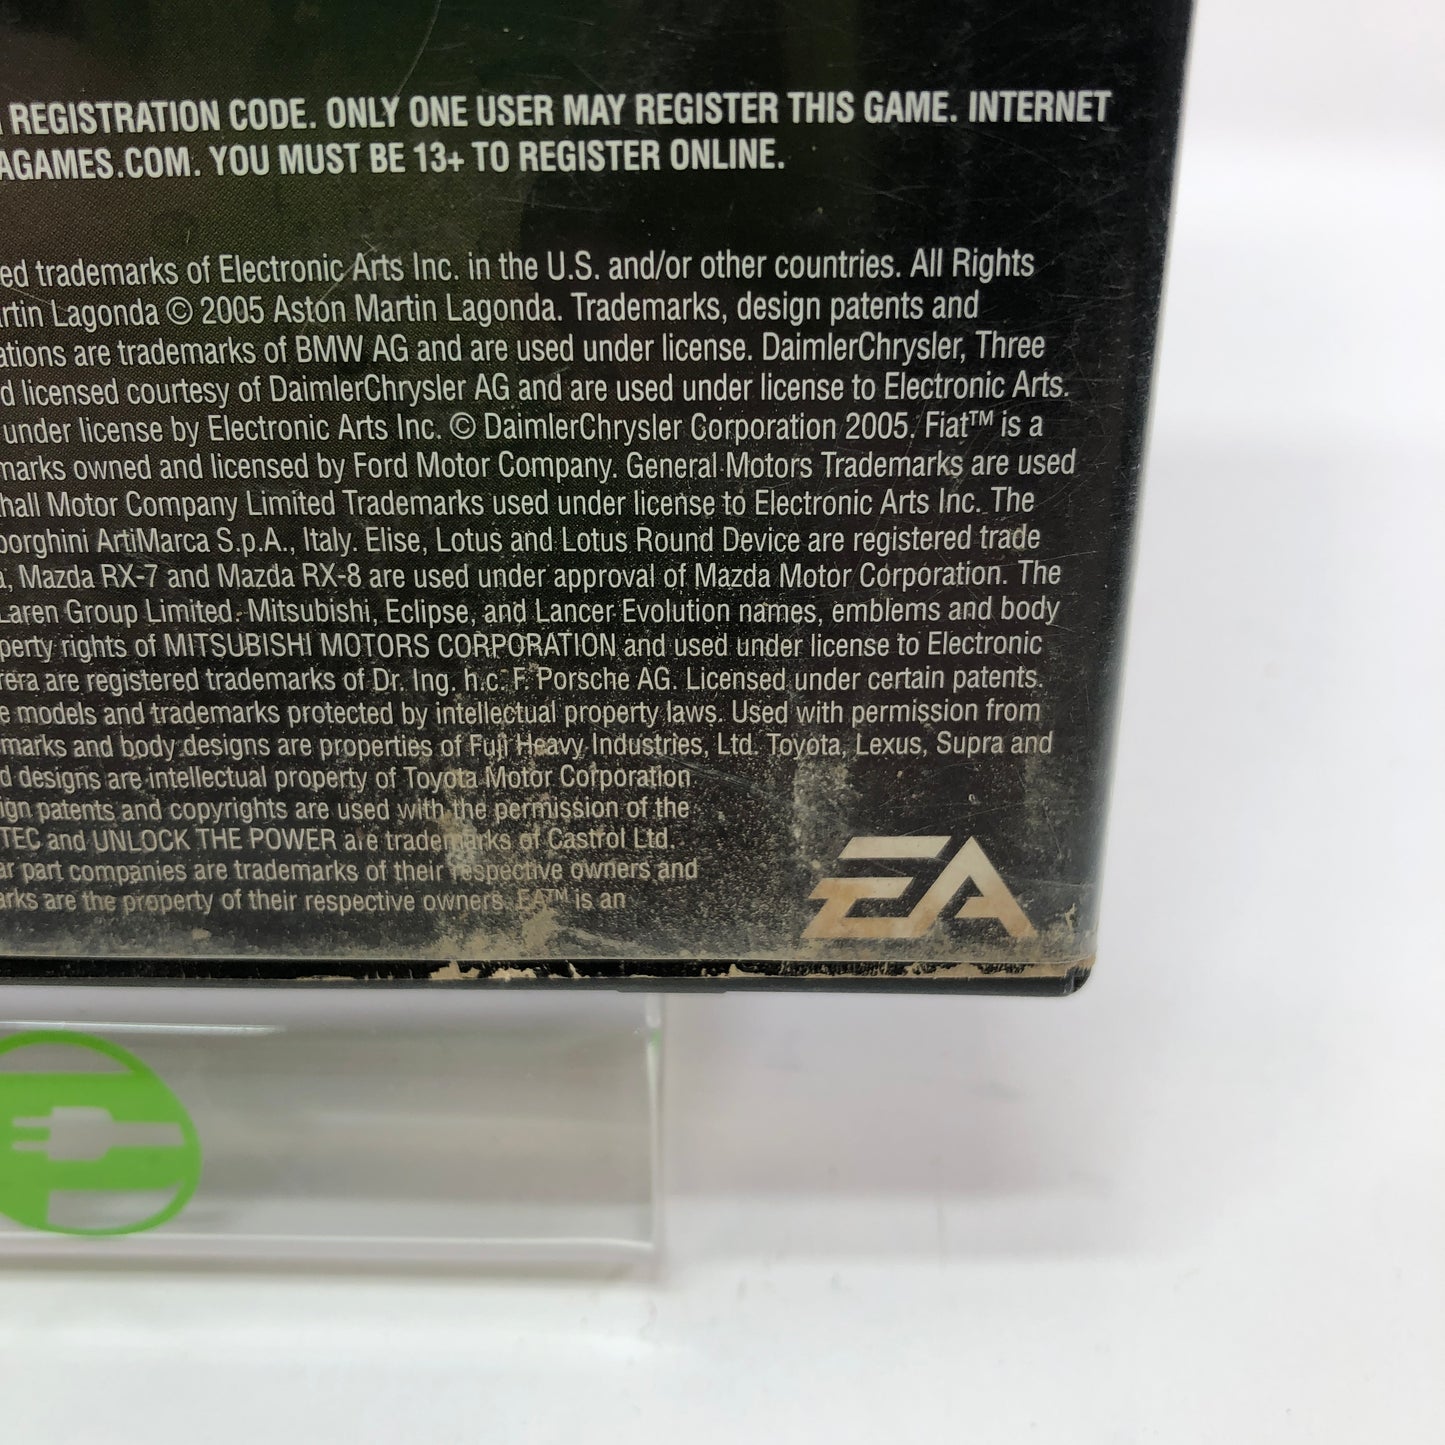 REGISTRATION CODE. ONLY ONE USER MAY REGISTER THIS GAME. INTERNET
AGAMES.COM. YOU MUST BE 13+ TO REGISTER ONLINE.
ed trademarks of Electronic Arts Inc. in the U.S. and/or other countries. All Rights
rtin Lagonda © 2005 Aston Martin Lagonda. Trademarks, design patents and
ations are trademarks of BMW AG and are used under license. DaimlerChrysler, Three
d licensed courtesy of DaimlerChrysler AG and are used under license to Electronic Arts.
under license by Electronic Arts Inc. © DaimlerChrysler Corporation 2005. Fiat™ is a
marks owned and licensed by Ford Motor Company. General Motors Trademarks are used
hall Motor Company Limited Trademarks used under license to Electronic Arts Inc. The
borghini ArtiMarca S.p.A., Italy. Elise, Lotus and Lotus Round Device are registered trade
a, Mazda RX-7 and Mazda RX-8 are used under approval of Mazda Motor Corporation. The
Laren Group Limited. Mitsubishi, Eclipse, and Lancer Evolution names, emblems and body
perty rights of MITSUBISHI MOTORS CORPORATION and used under license to Electronic
rera are registered trademarks of Dr. Ing. h.c. F. Porsche AG. Licensed under certain patents.
e models and trademarks protected by intellectual property laws. Used with permission from
marks and body designs are properties of Fuji Heavy Industries, Ltd. Toyota, Lexus, Supra and
d designs are intellectual property of Toyota Motor Corporation
ign patents and copyrights are used with the permission of the
TEC and UNLOCK THE POWER are trademarks of Castrol Ltd.
ar part companies are trademarks of their respective owners and
arks are the property of their respective owners. EA™ is an
EA